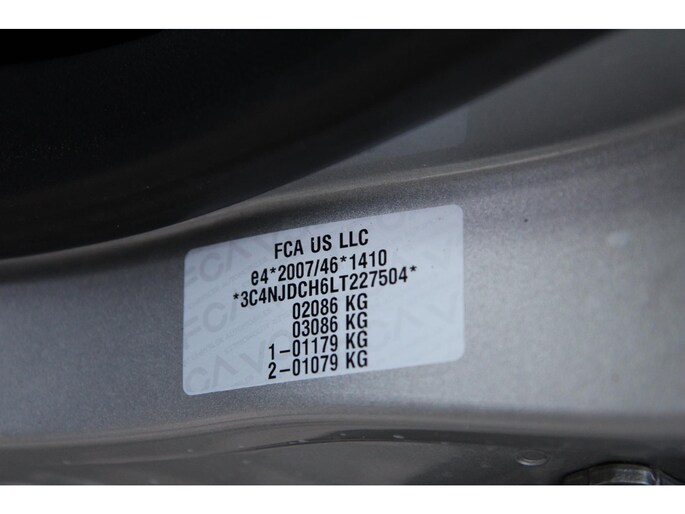 FCA US LLC
e4*2007/46*1410
*3C4NJDCH6LT227504*
02086 KG
03086 KG
1-01179 KG
2-01079 KG